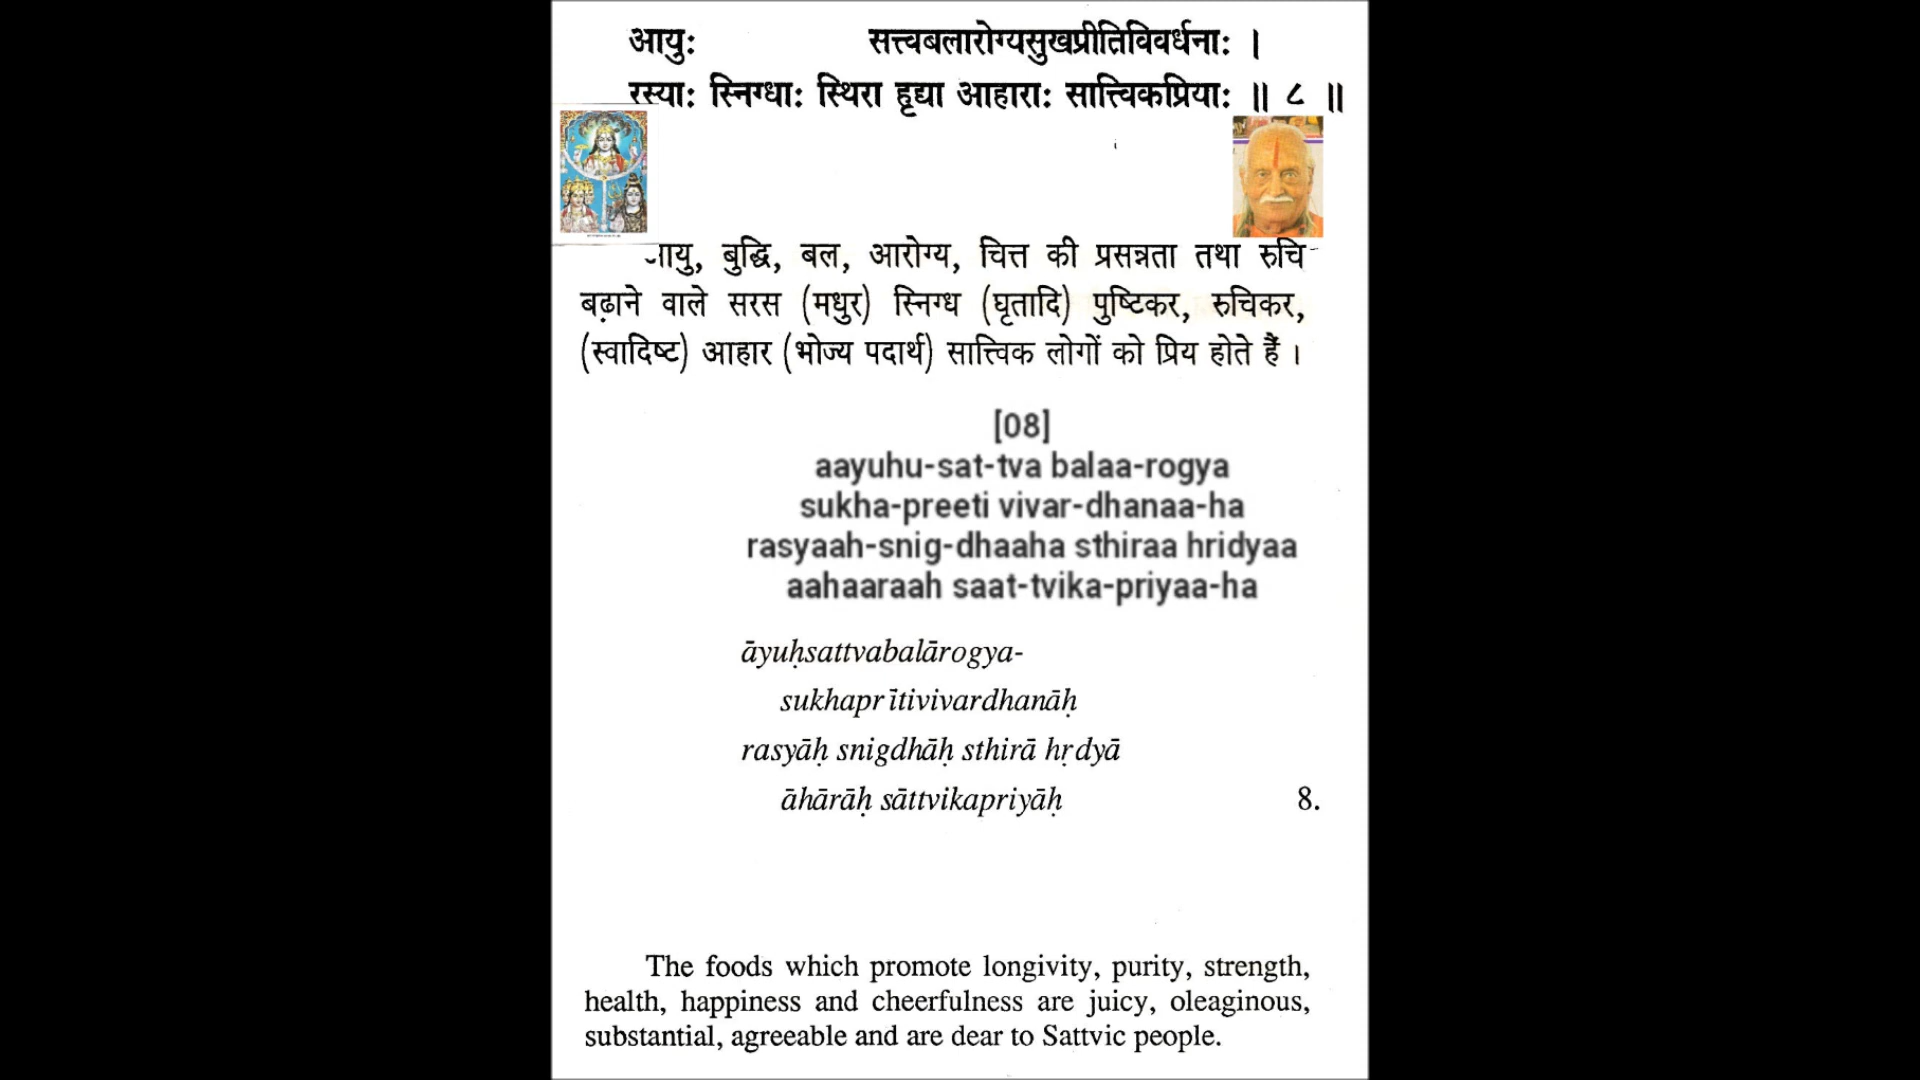 आयुः सत्त्वबलारोग्यसुखप्रीतिविवर्धनाः ।
रस्याः स्निग्धाः स्थिरा हृद्या आहाराः सात्त्विकप्रियाः ॥ ८ ॥
बुद्धि, बल, आरोग्य, चित्त की प्रसन्नता तथा रुचि
बढ़ाने वाले सरस (मधुर) स्निग्ध (घृतादि) पुष्टिकर, रुचिकर,
(स्वादिष्ट) आहार (भोज्य पदार्थ) सात्त्विक लोगों को प्रिय होते हैं ।
[08]
aayuhu-sat-tva balaa-rogya
sukha-preeti vivar-dhanaa-ha
rasyaah-snig-dhaaha sthiraa hridyaa
aahaaraah saat-tvika-priyaa-ha
āyuḥsattvabalārogya-
sukhaprītivivardhanāḥ
rasyāḥ snigdhāḥ sthirā hṛdyā
āhārāḥ sāttvikapriyāḥ 8.
The foods which promote longivity, purity, strength,
health, happiness and cheerfulness are juicy, oleaginous,
substantial, agreeable and are dear to Sattvic people.